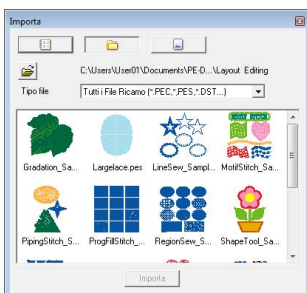 Importa
C:\Users\User01\Documents\PE-D...\Layout Editing
Tipo file
Tutti i File Ricamo (*.PEC,*.PES,*.DST...)
Gradation_Sa...
Largelace.pes
LineSew_Sampl...
MotifStitch_Sa...
PipingStitch_S...
ProgFillStitch_...
RegionSew_S...
ShapeTool_Sa...
Importa